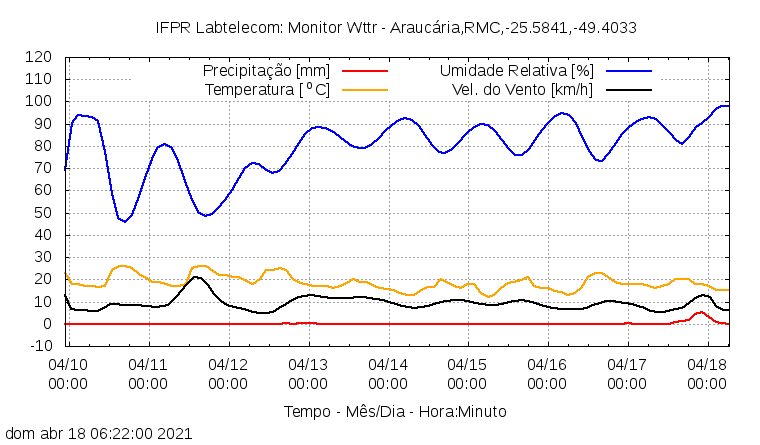 IFPR Labtelecom: Monitor Wttr - Araucária,RMC,-25.5841,-49.4033
120
110
100
90
80
70
60
50
40
30
20
10
0
-10
Precipitação [mm] Umidade Relativa [%]
Temperatura [ ⁰C] Vel. do Vento [km/h]
04/10 04/11 04/12 04/13 04/14 04/15 04/16 04/17 04/18
00:00 00:00 00:00 00:00 00:00 00:00 00:00 00:00 00:00
Tempo - Mês/Dia - Hora:Minuto
dom abr 18 06:22:00 2021